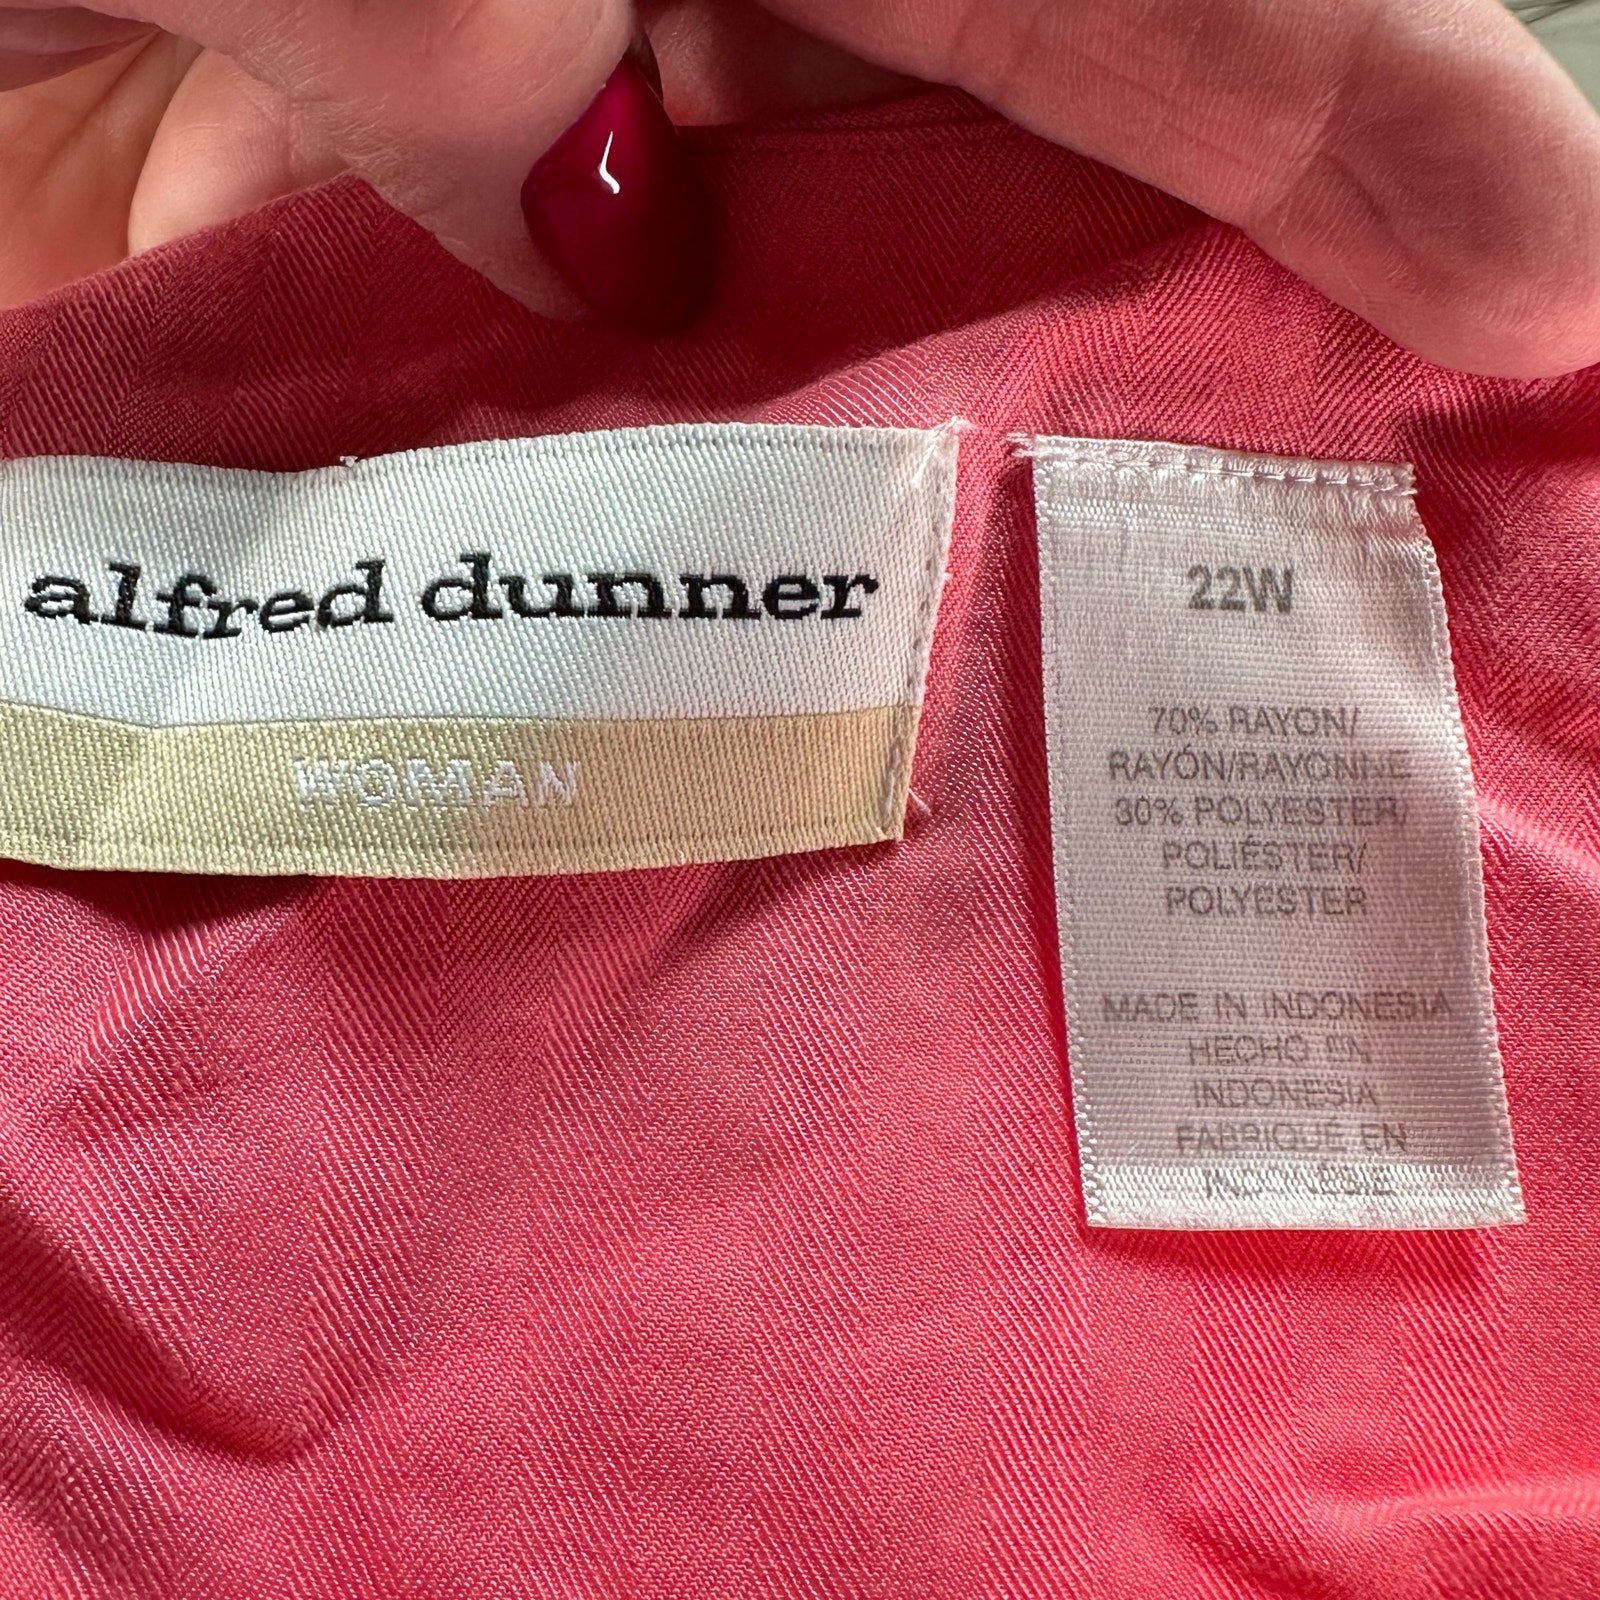 alfred dunner
WOMAN
22W
70% RAYON/
RAYÓN/RAYONNE
30% POLYESTER/
POLIÉSTER/
POLYESTER
MADE IN INDONESIA
HECHO EN
INDONESIA
FABRIQUÉ EN
INDONÉSIE